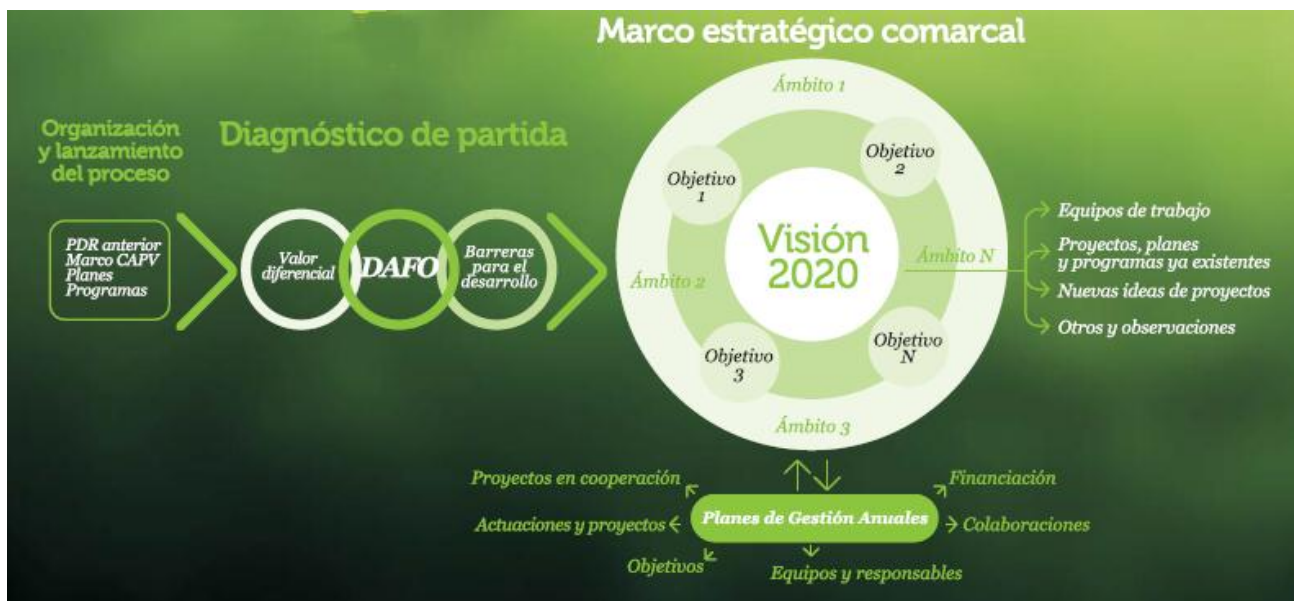 Marco estratégico comarcal
Organización
y lanzamiento
del proceso
PDR anterior
Marco CAPV
Planes
Programas
Diagnóstico de partida
Valor
diferencial
DAFO
Barreras
para el
desarrollo
Ámbito 1
Objetivo
1
Objetivo
2
Visión
2020
Ámbito 2
Ámbito N
Objetivo
3
Objetivo
N
Ámbito 3
Equipos de trabajo
Proyectos, planes
y programas ya existentes
Nuevas ideas de proyectos
Otros y observaciones
Proyectos en cooperación
Financiación
Actuaciones y proyectos
Planes de Gestión Anuales
Colaboraciones
Objetivos
Equipos y responsables